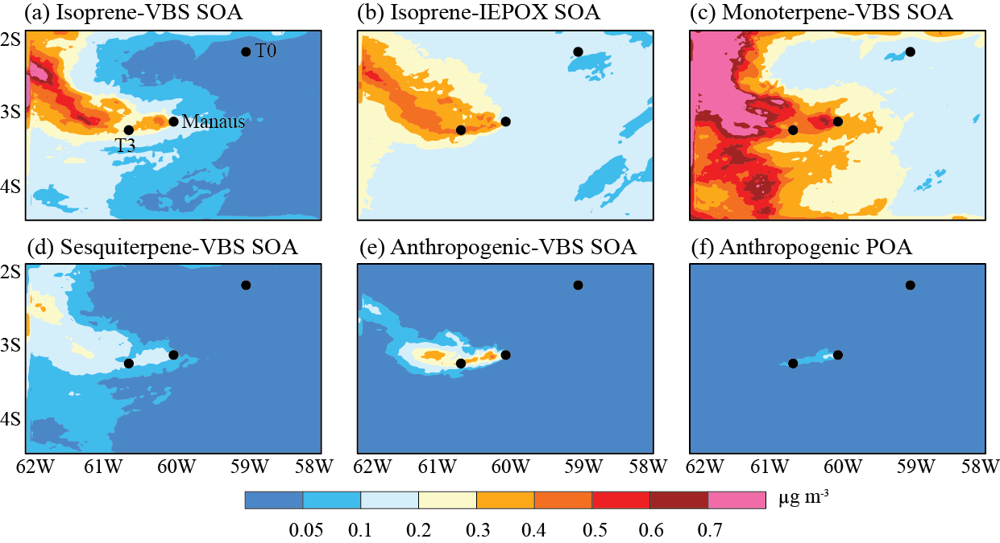 (a) Isoprene-VBS SOA
(b) Isoprene-IEPOX SOA
(c) Monoterpene-VBS SOA
2S
T0
3S
Manaus
T3
4S
(d) Sesquiterpene-VBS SOA
(e) Anthropogenic-VBS SOA
(f) Anthropogenic POA
2S
3S
4S
62W 61W 60W 59W 58W
62W 61W 60W 59W 58W
62W 61W 60W 59W 58W
µg m-3
0.05 0.1 0.2 0.3 0.4 0.5 0.6 0.7